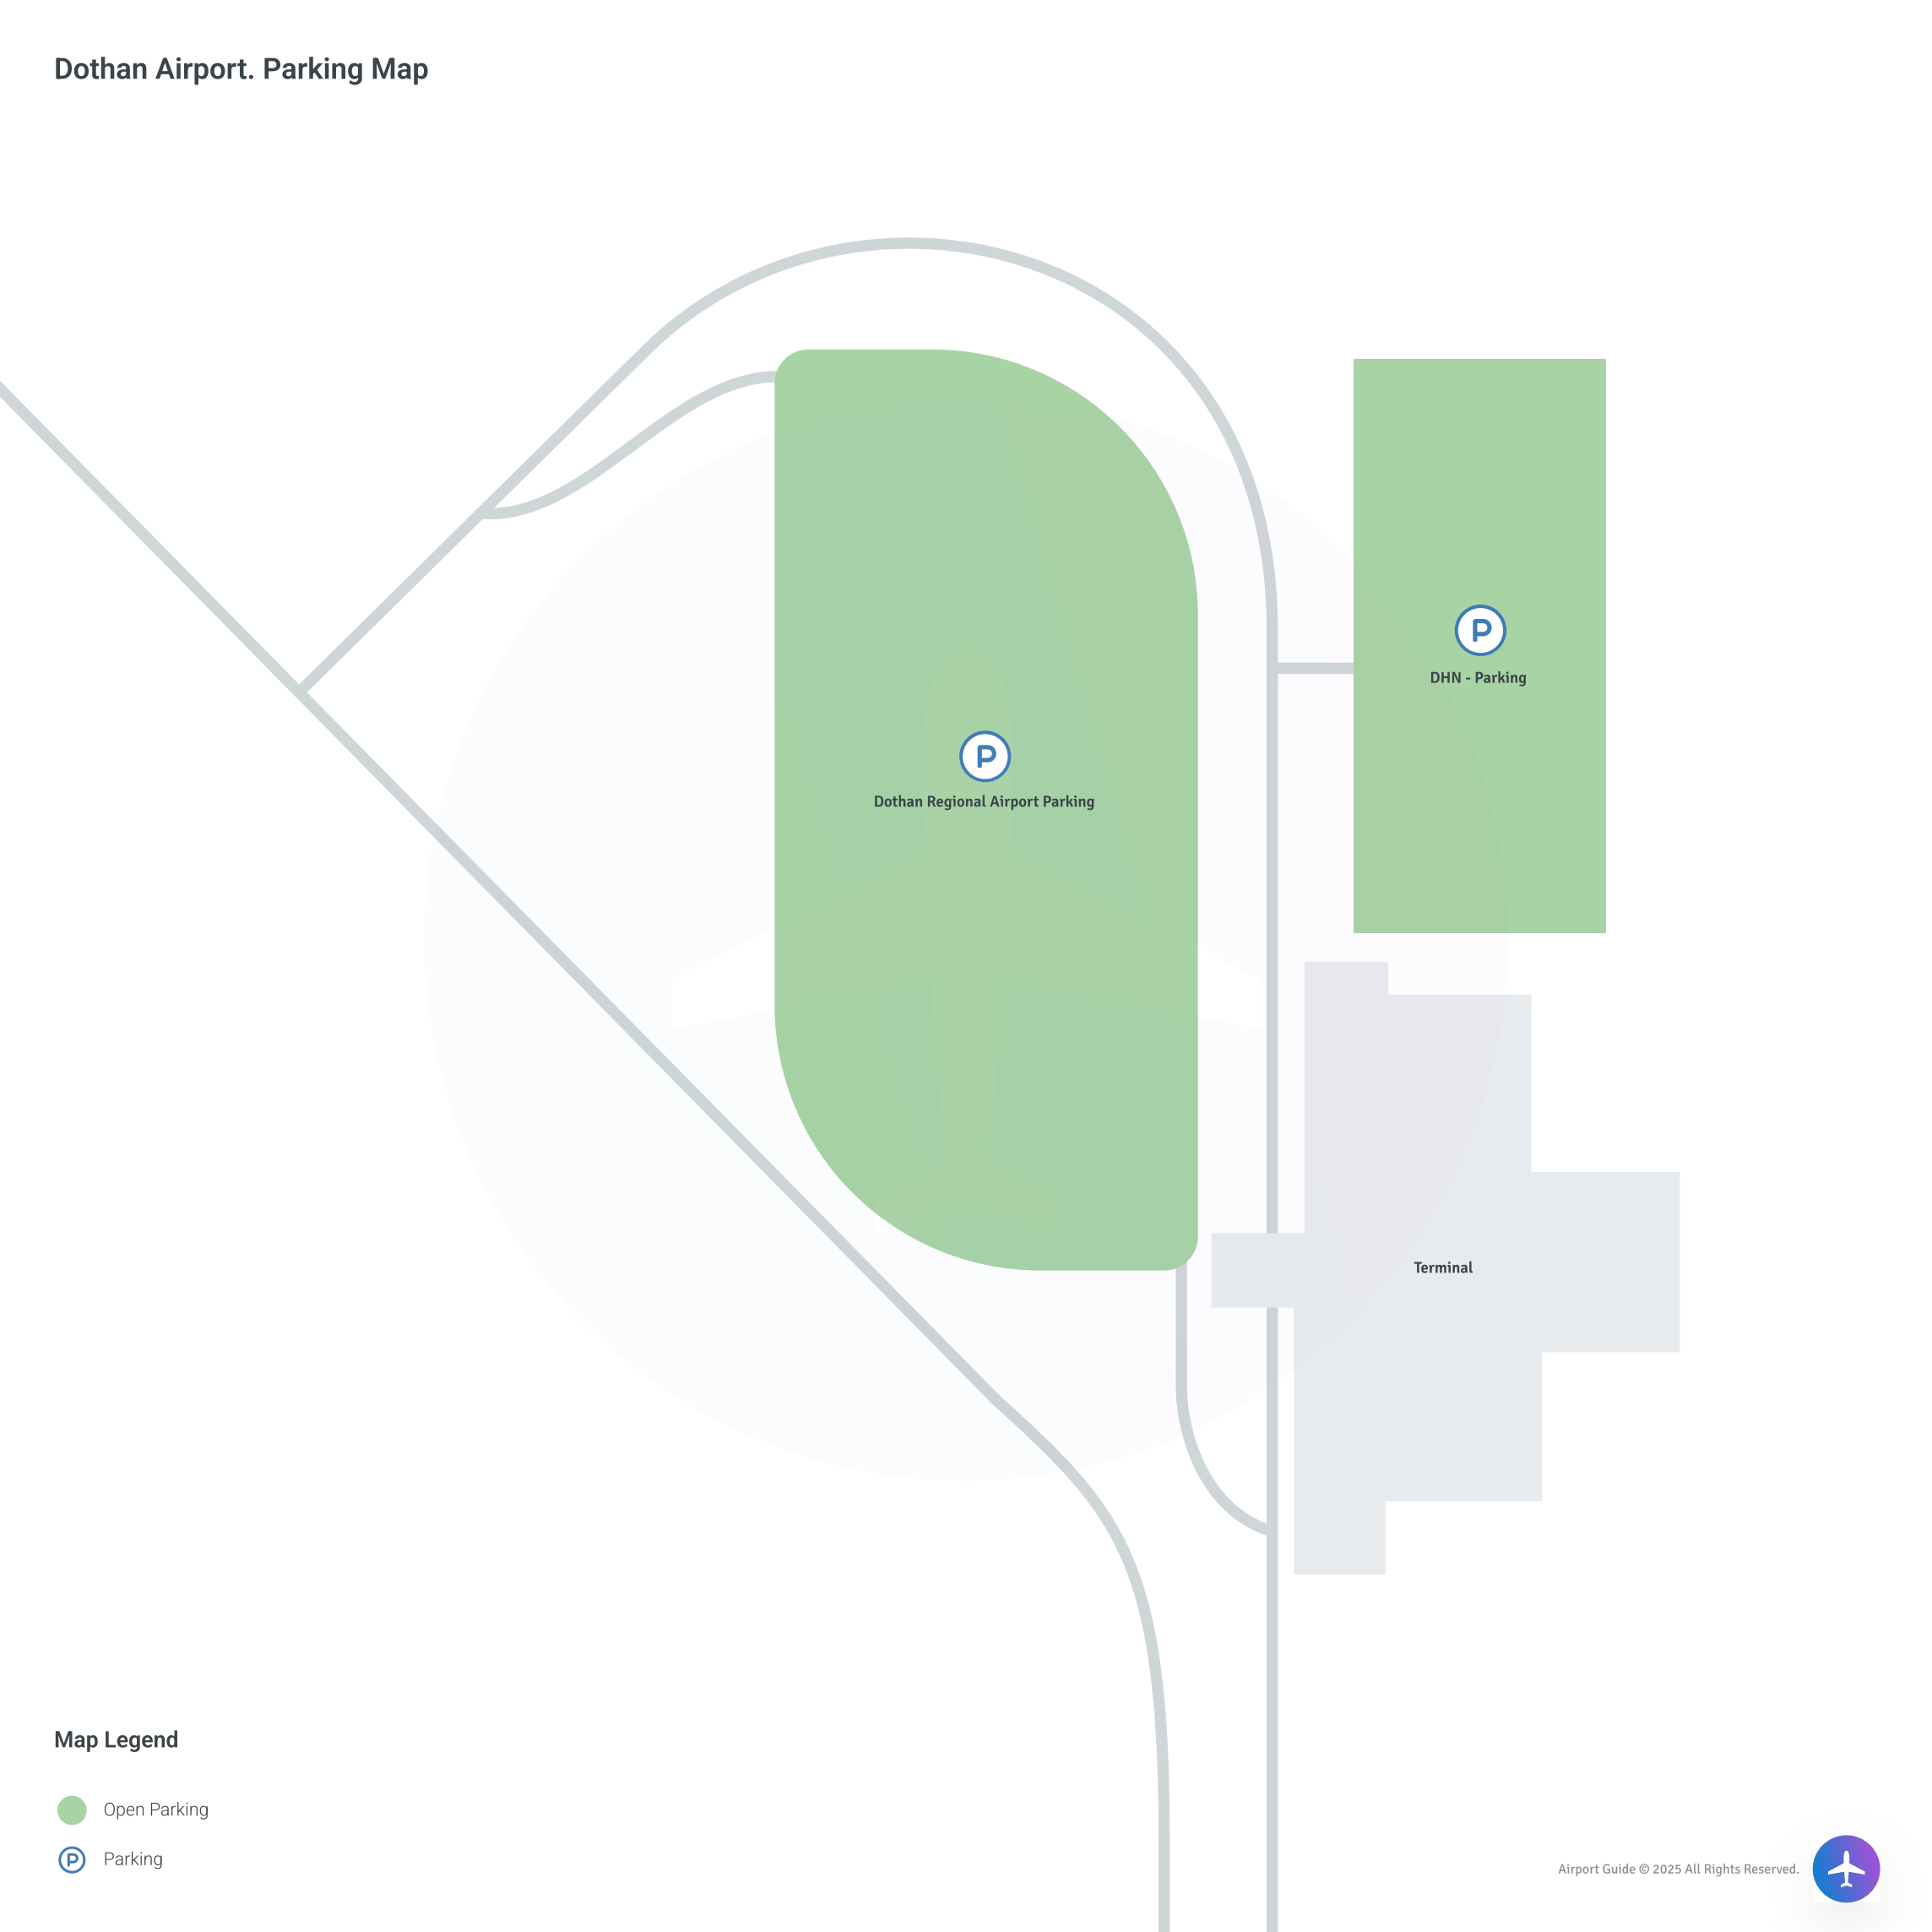 Dothan Airport. Parking Map
DHN - Parking
Dothan Regional Airport Parking
Terminal
Map Legend
Open Parking
Parking
Airport Guide © 2025 All Rights Reserved.